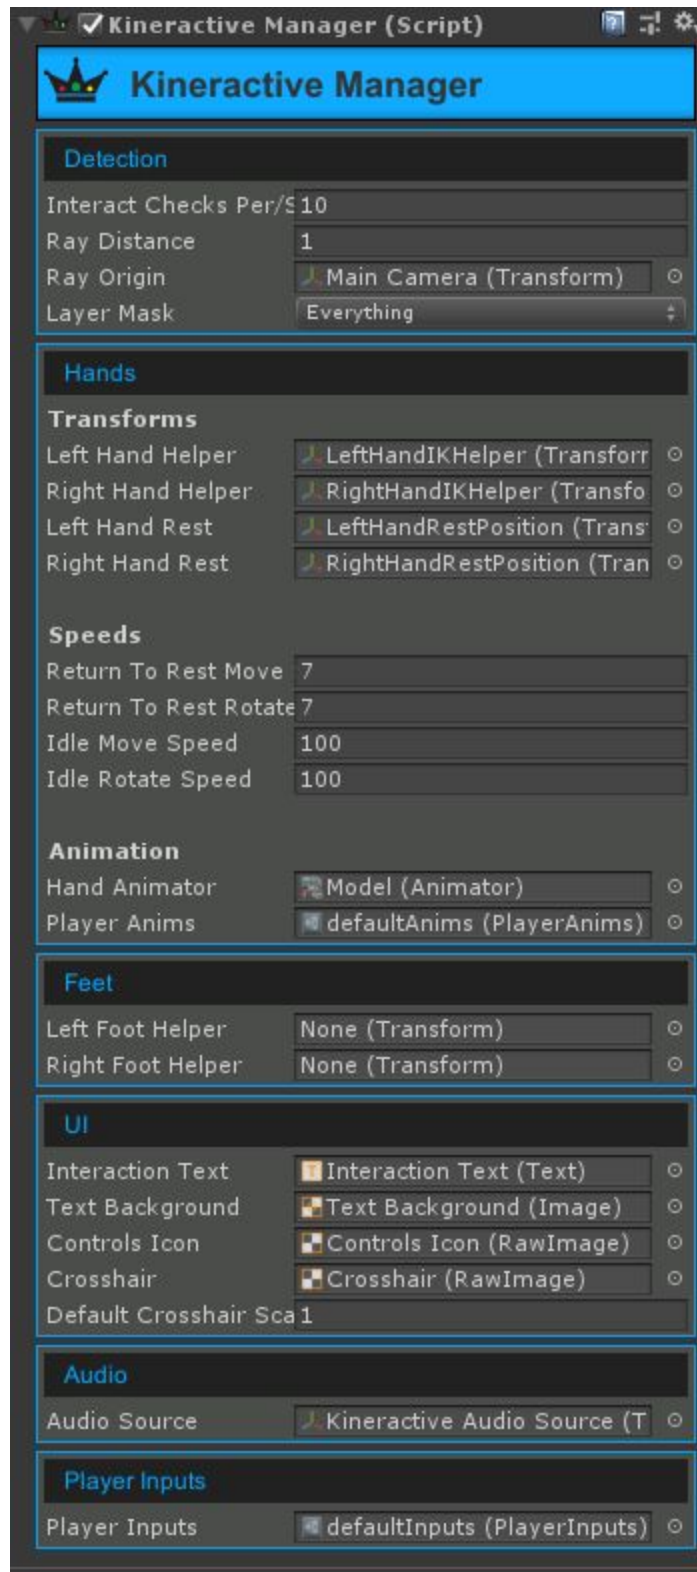 Kineractive Manager (Script)
Kineractive Manager
Detection
Interact Checks Per/S 10
Ray Distance 1
Ray Origin Main Camera (Transform)
Layer Mask Everything
Hands
Transforms
Left Hand Helper LeftHandIKHelper (Transforr
Right Hand Helper RightHandIKHelper (Transfo
Left Hand Rest LeftHandRestPosition (Trans
Right Hand Rest RightHandRestPosition (Tran
Speeds
Return To Rest Move 7
Return To Rest Rotate 7
Idle Move Speed 100
Idle Rotate Speed 100
Animation
Hand Animator Model (Animator)
Player Anims defaultAnims (PlayerAnims)
Feet
Left Foot Helper None (Transform)
Right Foot Helper None (Transform)
UI
Interaction Text Interaction Text (Text)
Text Background Text Background (Image)
Controls Icon Controls Icon (RawImage)
Crosshair Crosshair (RawImage)
Default Crosshair Sca 1
Audio
Audio Source Kineractive Audio Source (T
Player Inputs
Player Inputs defaultInputs (PlayerInputs)